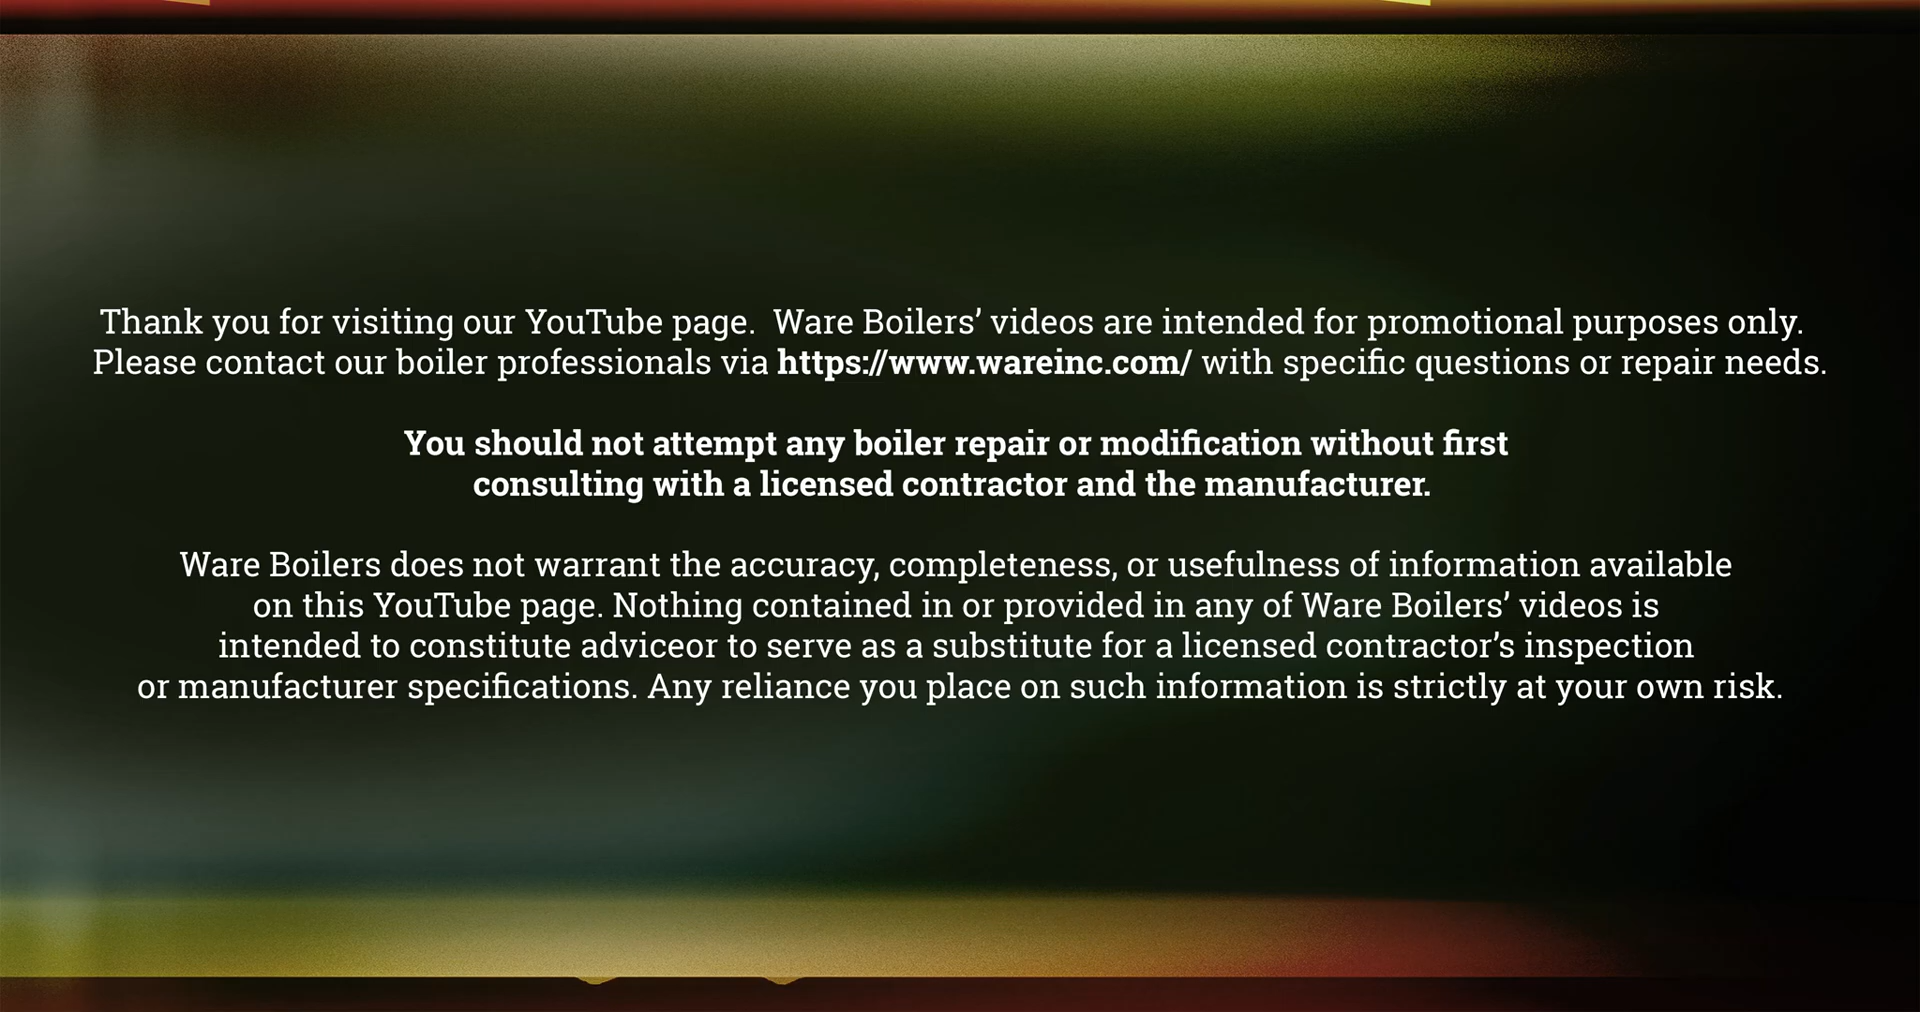 Thank you for visiting our YouTube page.  Ware Boilers’ videos are intended for promotional purposes only.
Please contact our boiler professionals via https://www.wareinc.com/ with specific questions or repair needs.
You should not attempt any boiler repair or modification without first
consulting with a licensed contractor and the manufacturer.
Ware Boilers does not warrant the accuracy, completeness, or usefulness of information available
on this YouTube page. Nothing contained in or provided in any of Ware Boilers’ videos is
intended to constitute adviceor to serve as a substitute for a licensed contractor’s inspection
or manufacturer specifications. Any reliance you place on such information is strictly at your own risk.